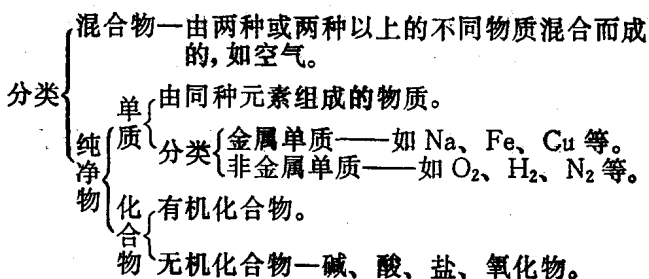 混合物—由两种或两种以上的不同物质混合而成
的,如空气。
分类
纯净物
单质
由同种元素组成的物质。
分类
金属单质——如 Na、Fe、Cu 等。
非金属单质——如 O₂、H₂、N₂ 等。
化合物
有机化合物。
无机化合物—碱、酸、盐、氧化物。